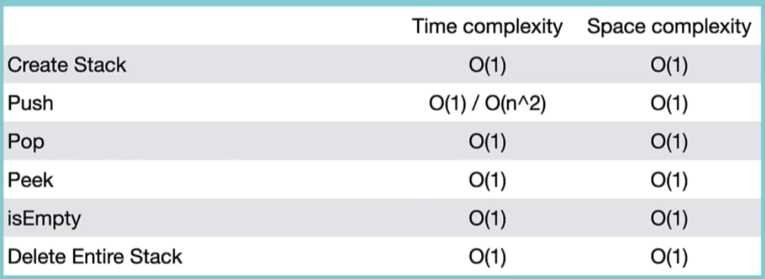 Time complexity Space complexity
Create Stack O(1) O(1)
Push O(1) / O(n^2) O(1)
Pop O(1) O(1)
Peek O(1) O(1)
isEmpty O(1) O(1)
Delete Entire Stack O(1) O(1)